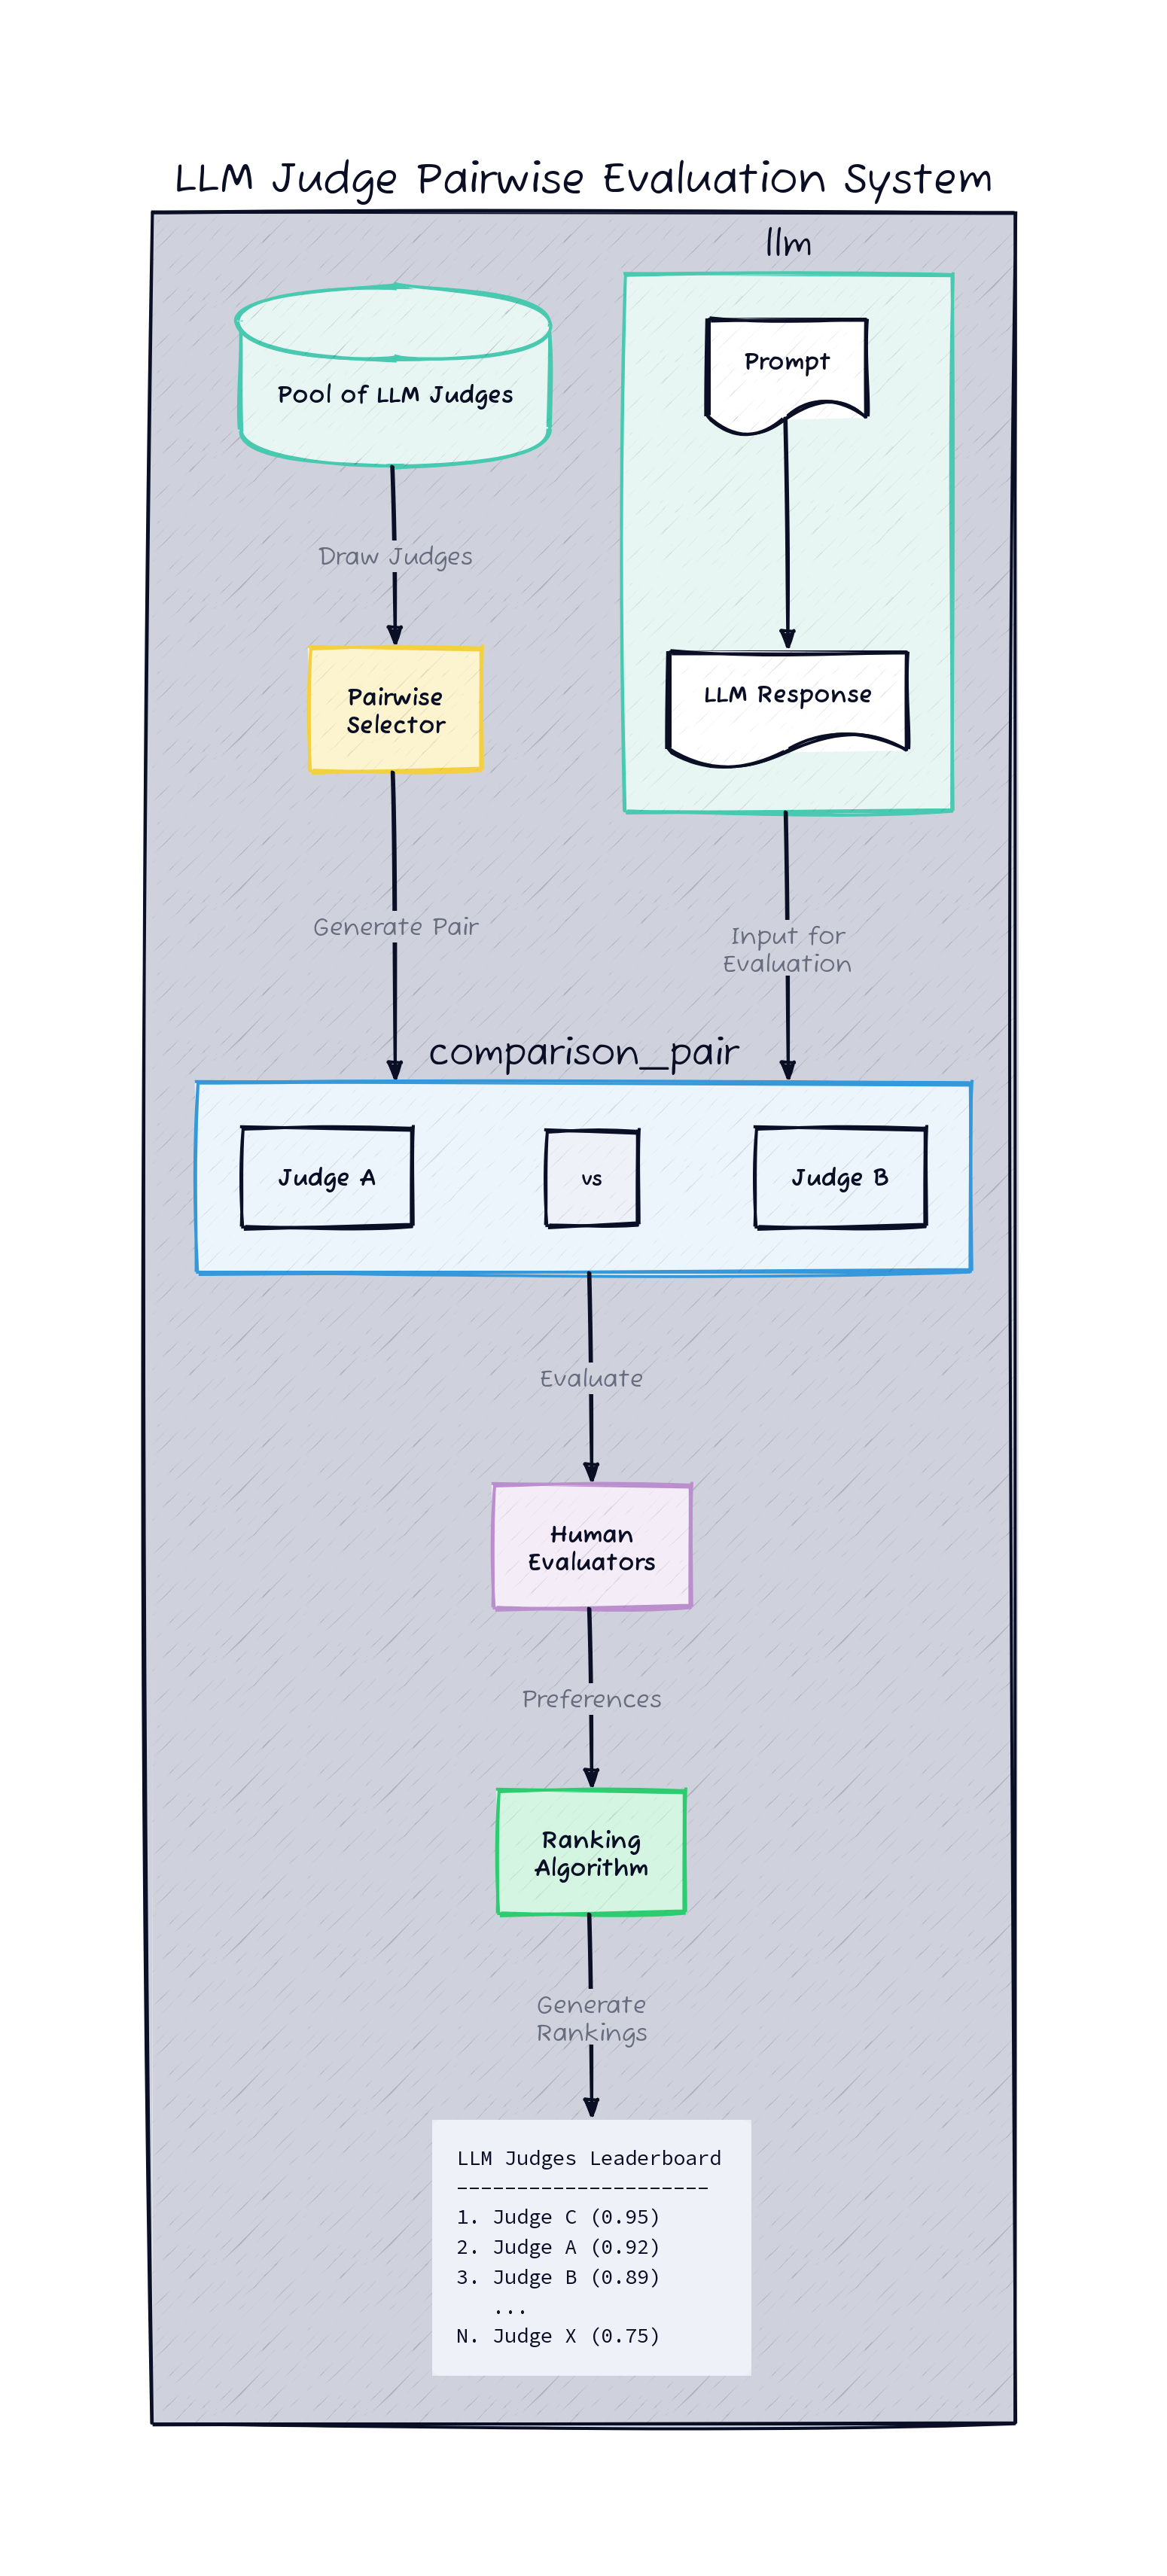 LLM Judge Pairwise Evaluation System
llm
Prompt
Pool of LLM Judges
Draw Judges
Pairwise
Selector
LLM Response
Generate Pair
Input for
Evaluation
comparison_pair
Judge A
vs
Judge B
Evaluate
Human
Evaluators
Preferences
Ranking
Algorithm
Generate
Rankings
LLM Judges Leaderboard
---------------------
1. Judge C (0.95)
2. Judge A (0.92)
3. Judge B (0.89)
...
N. Judge X (0.75)